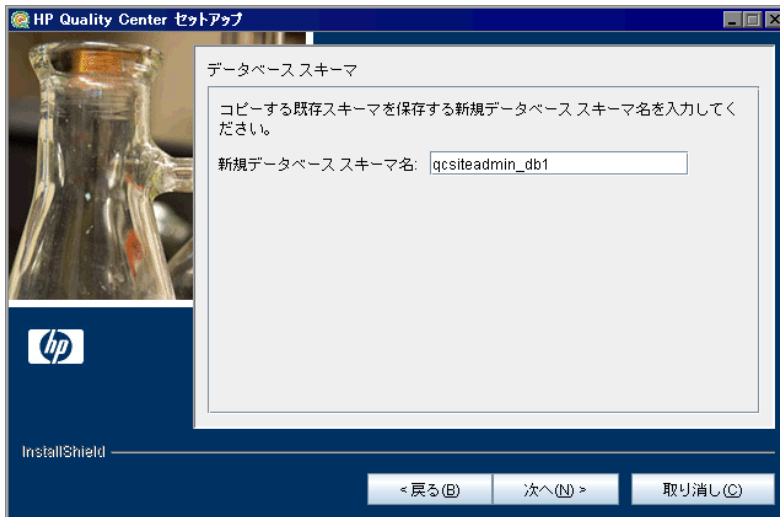 HP Quality Center セットアップ
データベース スキーマ
コピーする既存スキーマを保存する新規データベース スキーマ名を入力してく
ださい。
新規データベース スキーマ名: qcsiteadmin_db1
hp
InstallShield
< 戻る(B) 次へ(N) > 取り消し(C)